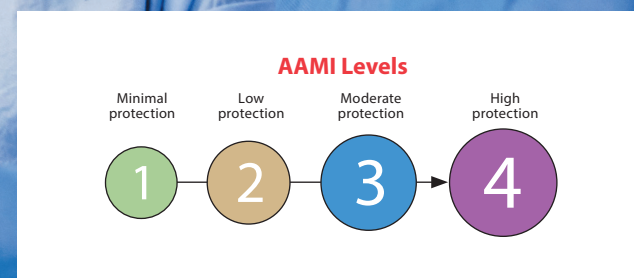 AAMI Levels
Minimal
protection
Low
protection
Moderate
protection
High
protection
1
2
3
4